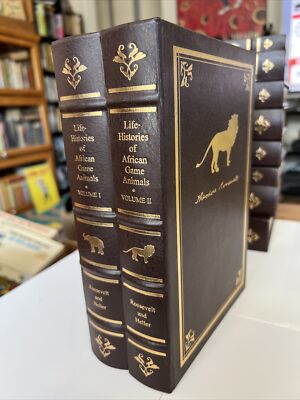 Life-
Histories
of
African
Game
Animals
VOLUME I
Roosevelt
and
Heller
Life-
Histories
of
African
Game
Animals
VOLUME II
Roosevelt
and
Heller